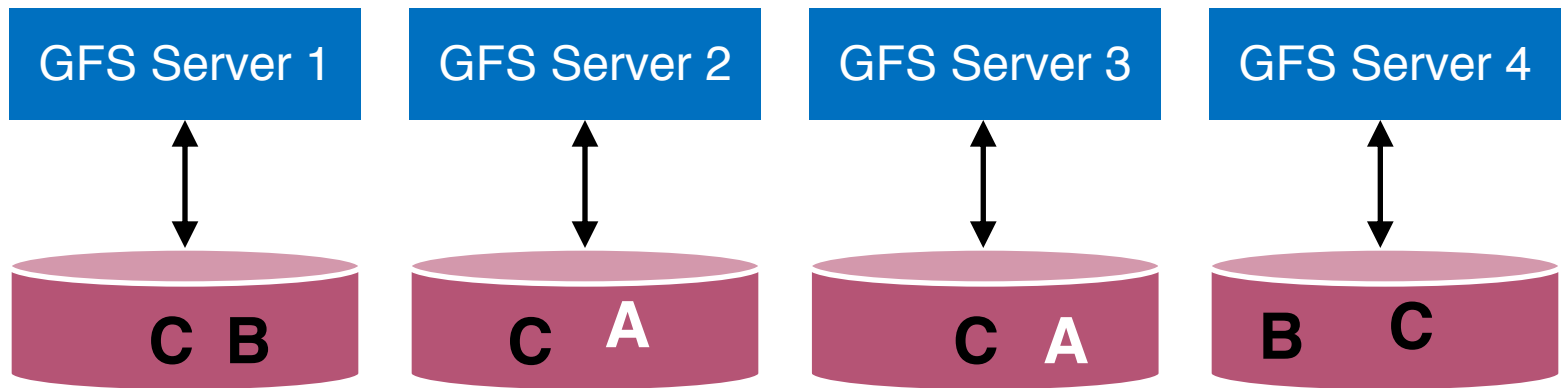 GFS Server 1 GFS Server 2 GFS Server 3 GFS Server 4
C B C A C A B C